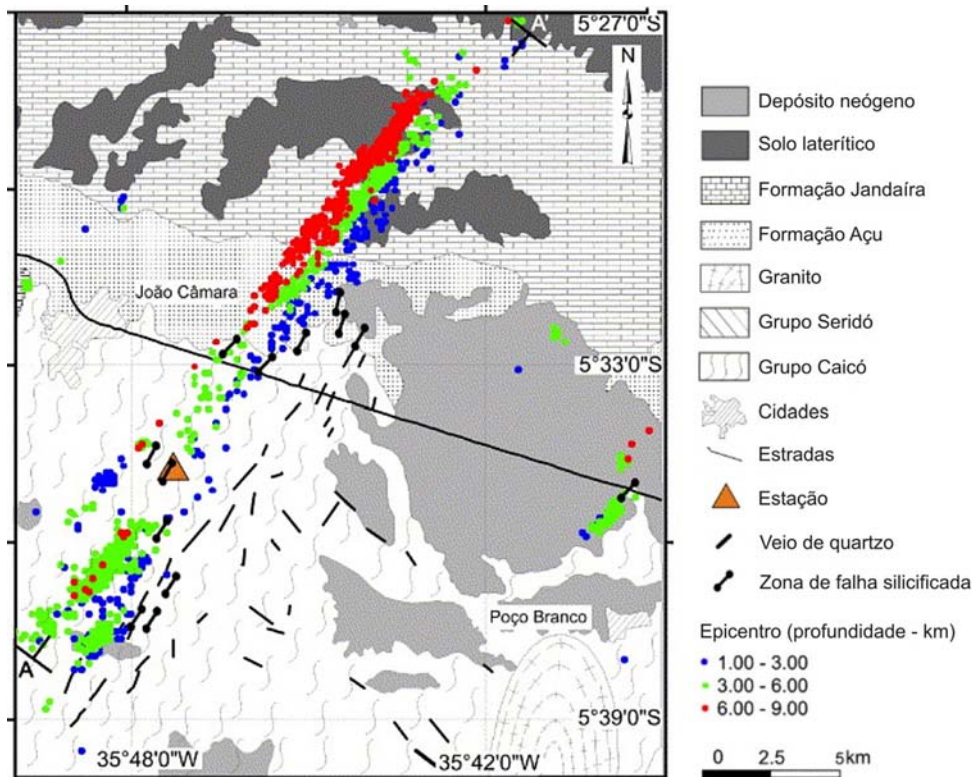 A'
5°27'0"S
N
João Câmara
5°33'0"S
Poço Branco
A
5°39'0"S
35°48'0"W
35°42'0"W
Depósito neógeno
Solo laterítico
Formação Jandaíra
Formação Açu
Granito
Grupo Seridó
Grupo Caicó
Cidades
Estradas
Estação
Veio de quartzo
Zona de falha silicificada
Epicentro (profundidade - km)
1.00 - 3.00
3.00 - 6.00
6.00 - 9.00
0 2.5 5km